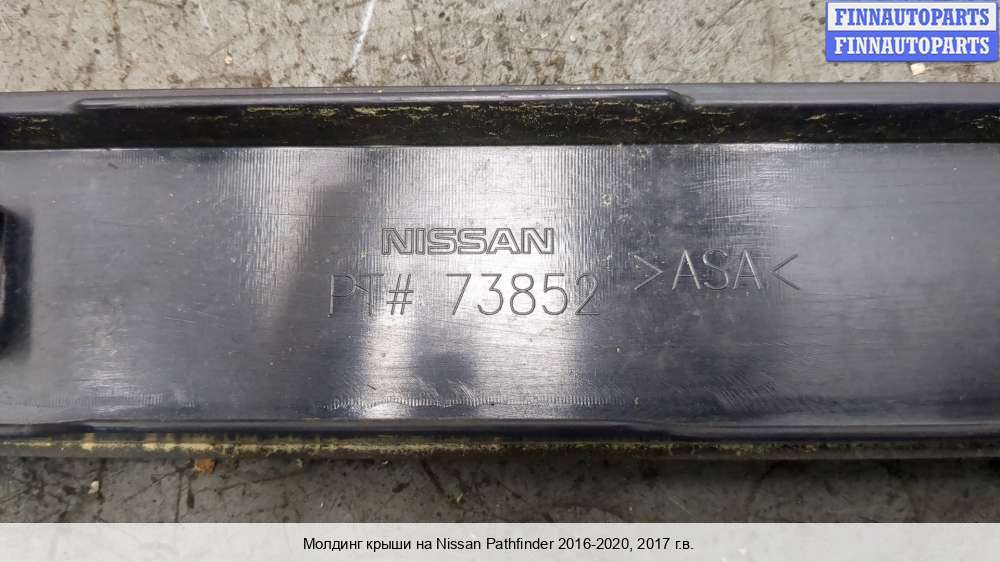 FINNAUTOPARTS
FINNAUTOPARTS
NISSAN
PT# 73852
>ASA<
Молдинг крыши на Nissan Pathfinder 2016-2020, 2017 г.в.